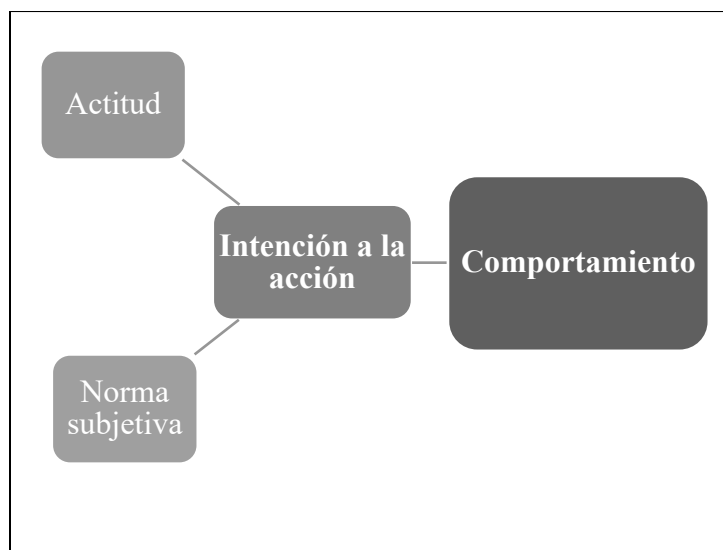 Actitud
Intención a la
acción
Comportamiento
Norma
subjetiva